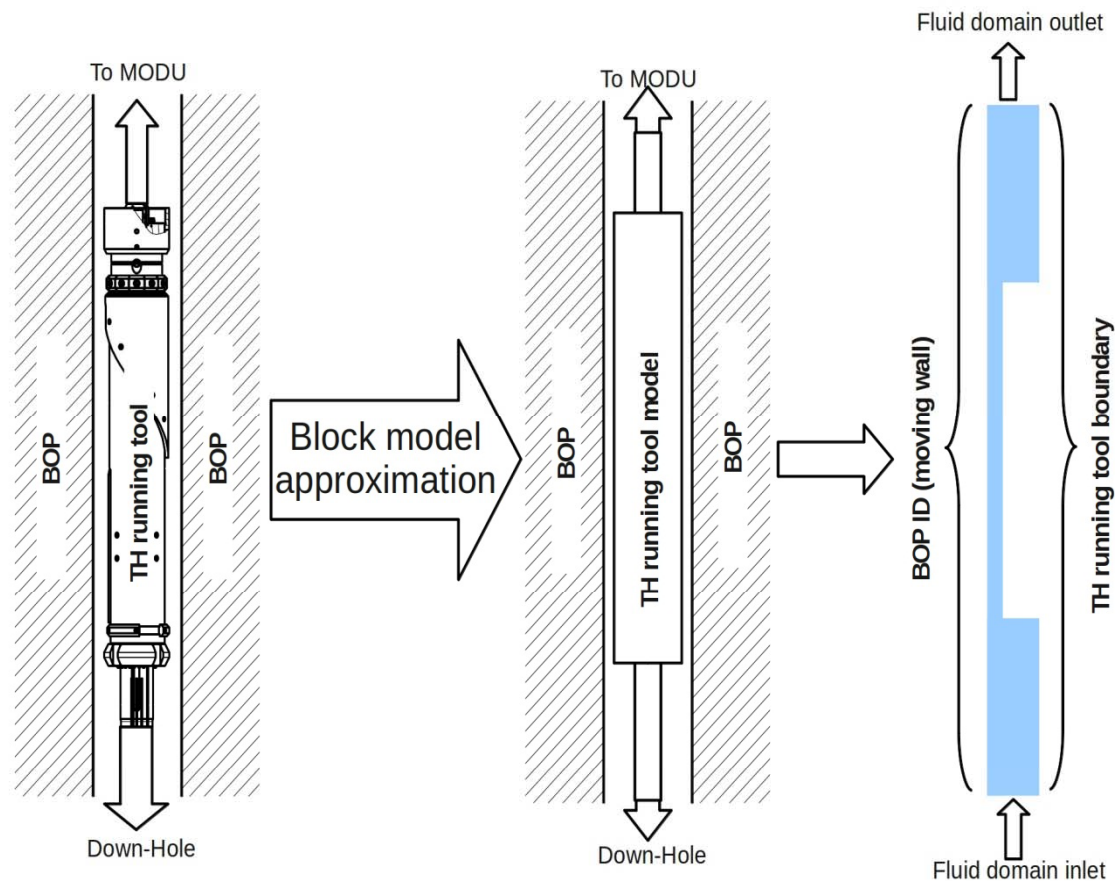 To MODU
BOP
TH running tool
BOP
Down-Hole
Block model
approximation
To MODU
BOP
TH running tool model
BOP
Down-Hole
Fluid domain outlet
BOP ID (moving wall)
TH running tool boundary
Fluid domain inlet